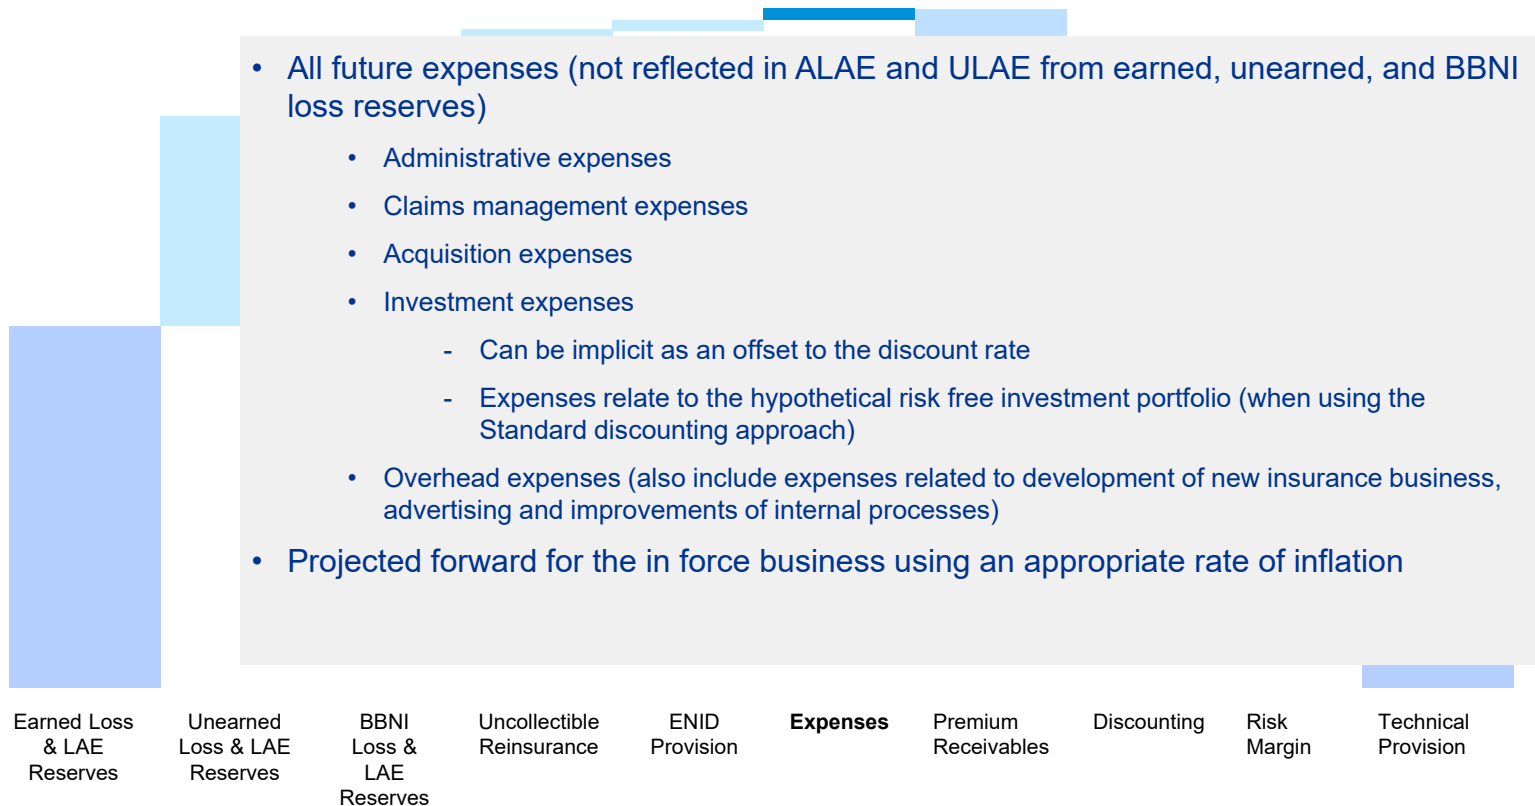 • All future expenses (not reflected in ALAE and ULAE from earned, unearned, and BBNI
loss reserves)
• Administrative expenses
• Claims management expenses
• Acquisition expenses
• Investment expenses
- Can be implicit as an offset to the discount rate
- Expenses relate to the hypothetical risk free investment portfolio (when using the
Standard discounting approach)
• Overhead expenses (also include expenses related to development of new insurance business,
advertising and improvements of internal processes)
• Projected forward for the in force business using an appropriate rate of inflation
Earned Loss
& LAE
Reserves
Unearned
Loss & LAE
Reserves
BBNI
Loss &
LAE
Reserves
Uncollectible
Reinsurance
ENID
Provision
Expenses
Premium
Receivables
Discounting
Risk
Margin
Technical
Provision